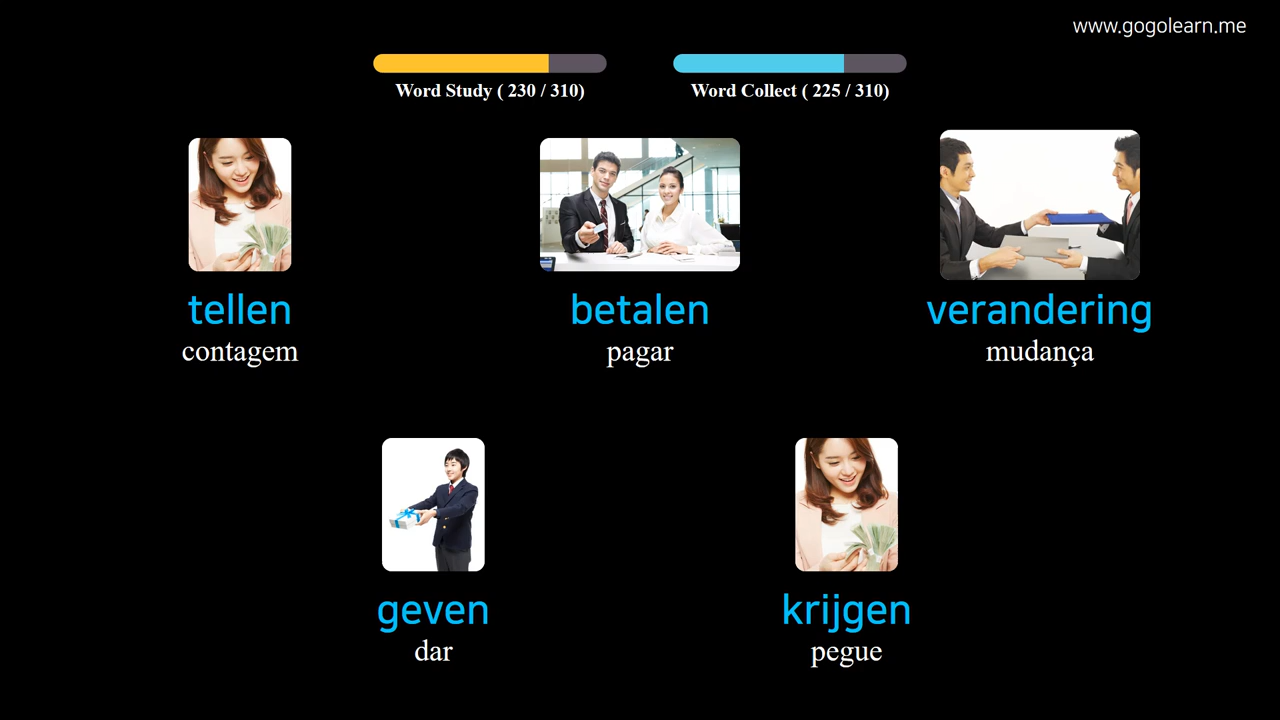 www.gogolearn.me
Word Study ( 230 / 310)
Word Collect ( 225 / 310)
tellen
contagem
betalen
pagar
verandering
mudança
geven
dar
krijgen
pegue